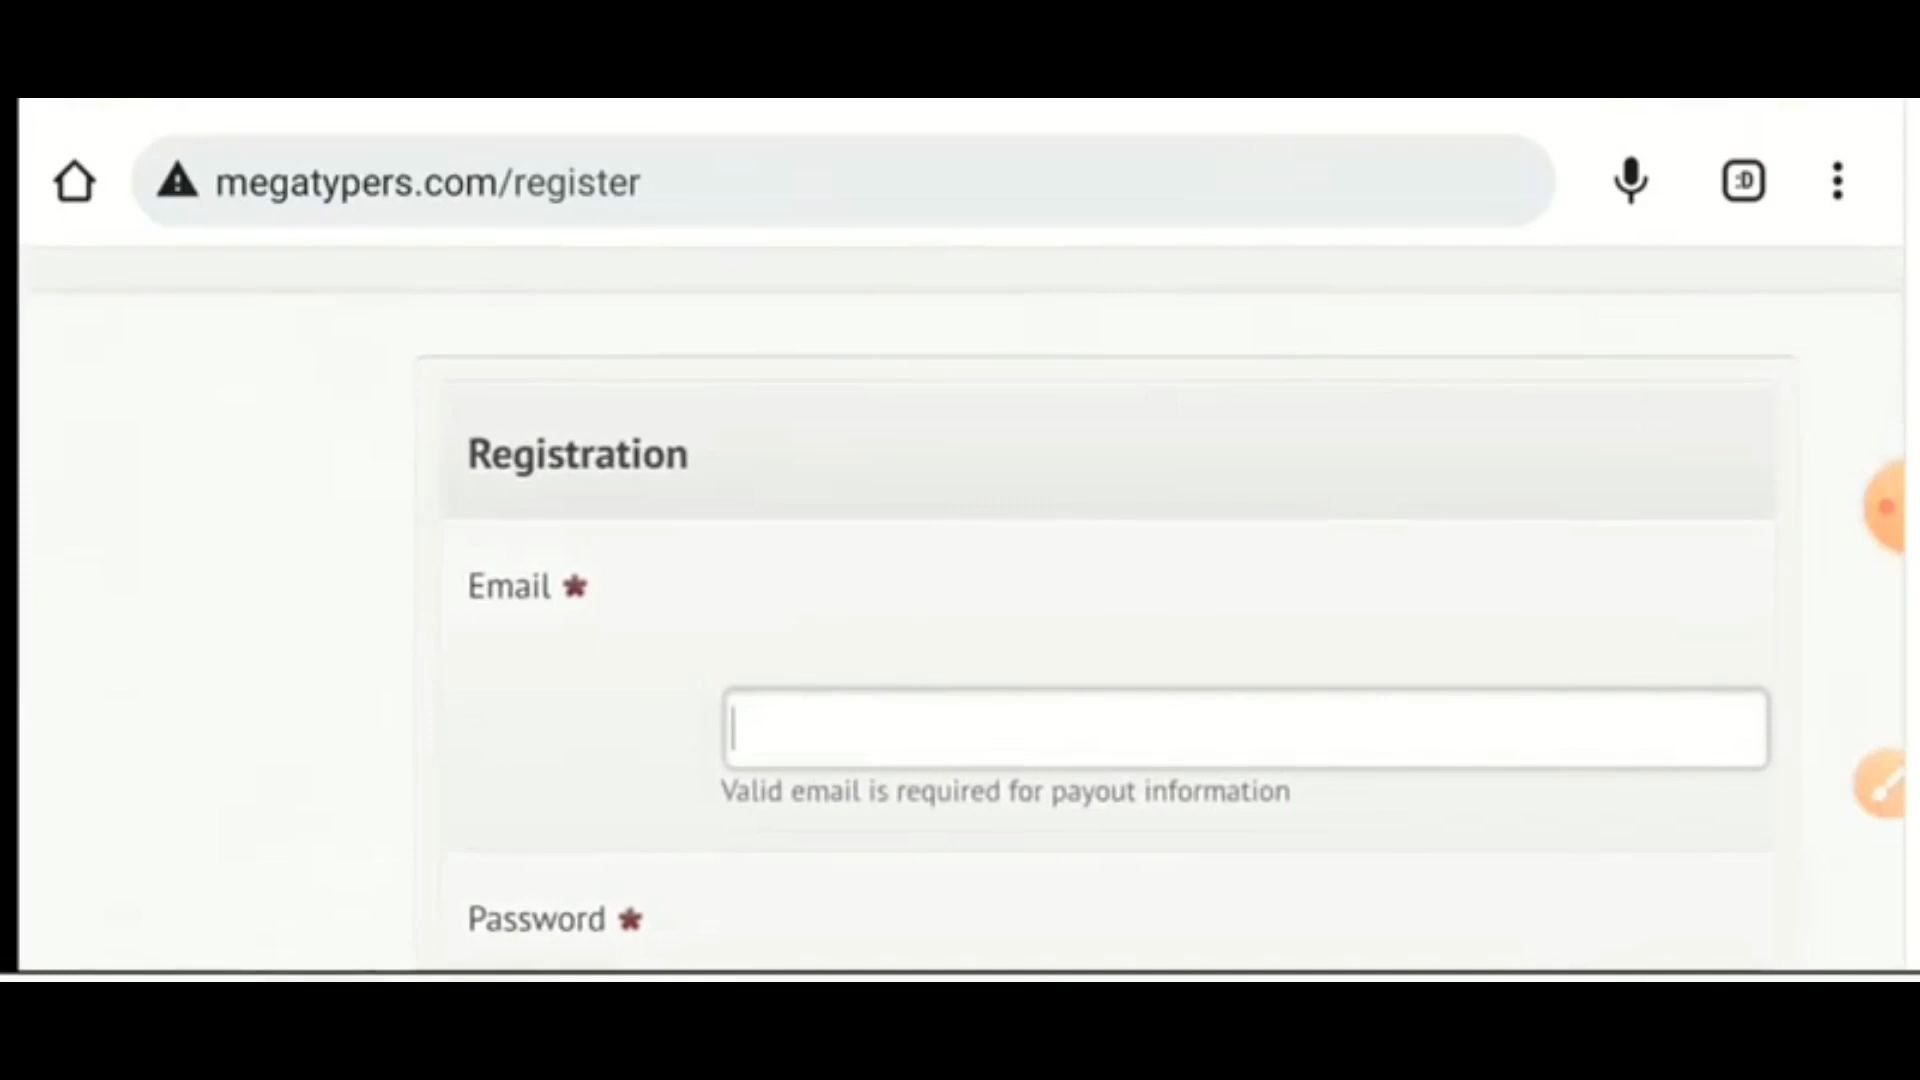 megatypers.com/register
:D
Registration
Email *
Valid email is required for payout information
Password *